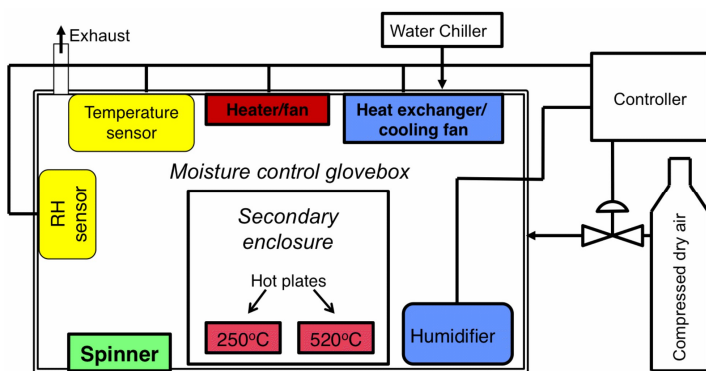 Exhaust
Water Chiller
Temperature
sensor
Heater/fan
Heat exchanger/
cooling fan
Controller
Moisture control glovebox
RH
sensor
Secondary
enclosure
Hot plates
250°C
520°C
Humidifier
Spinner
Compressed dry air